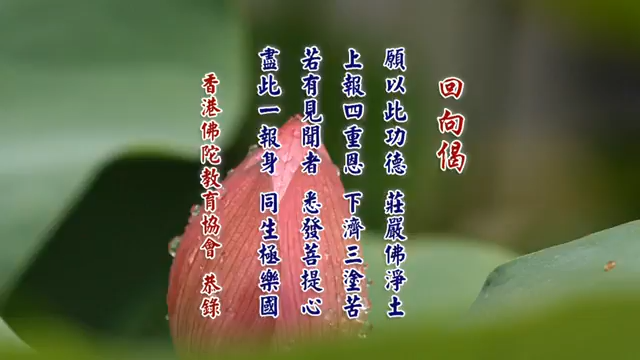 回向偈
願以此功德 莊嚴佛淨土
上報四重恩 下濟三塗苦
若有見聞者 悉發菩提心
盡此一報身 同生極樂國
香港佛陀教育協會 恭錄